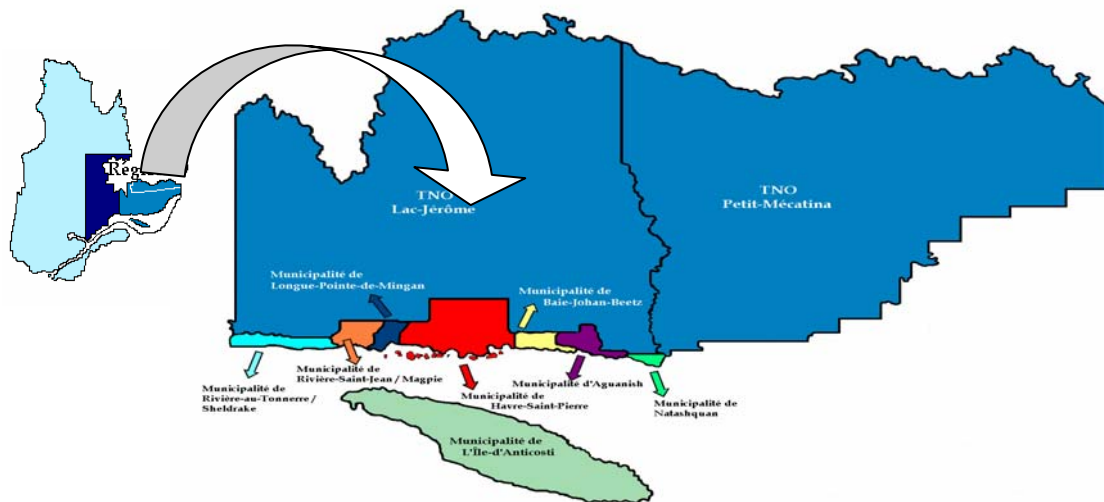 Régi
TNO
Lac-Jérôme
TNO
Petit-Mécatina
Municipalité de
Longue-Pointe-de-Mingan
Municipalité de
Baie-Johan-Beetz
Municipalité de
Rivière-au-Tonnerre /
Sheldrake
Municipalité de
Rivière-Saint-Jean / Magpie
Municipalité de
Havre-Saint-Pierre
Municipalité d'Aguanish
Municipalité de
Natashquan
Municipalité de
L'Île-d'Anticosti